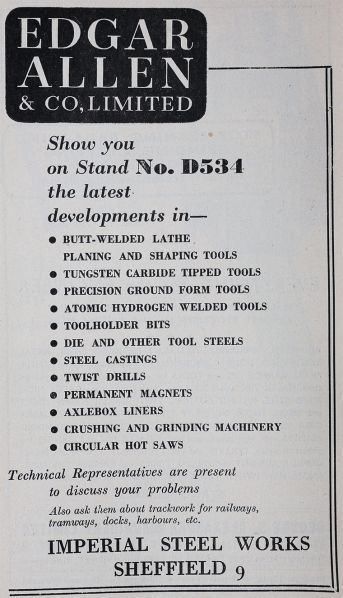 EDGAR
ALLEN
& CO, LIMITED
Show you
on Stand No. D534
the latest
developments in—
● BUTT-WELDED LATHE
PLANING AND SHAPING TOOLS
● TUNGSTEN CARBIDE TIPPED TOOLS
● PRECISION GROUND FORM TOOLS
● ATOMIC HYDROGEN WELDED TOOLS
● TOOLHOLDER BITS
● DIE AND OTHER TOOL STEELS
● STEEL CASTINGS
● TWIST DRILLS
● PERMANENT MAGNETS
● AXLEBOX LINERS
● CRUSHING AND GRINDING MACHINERY
● CIRCULAR HOT SAWS
Technical Representatives are present
to discuss your problems
Also ask them about trackwork for railways,
tramways, docks, harbours, etc.
IMPERIAL STEEL WORKS
SHEFFIELD 9